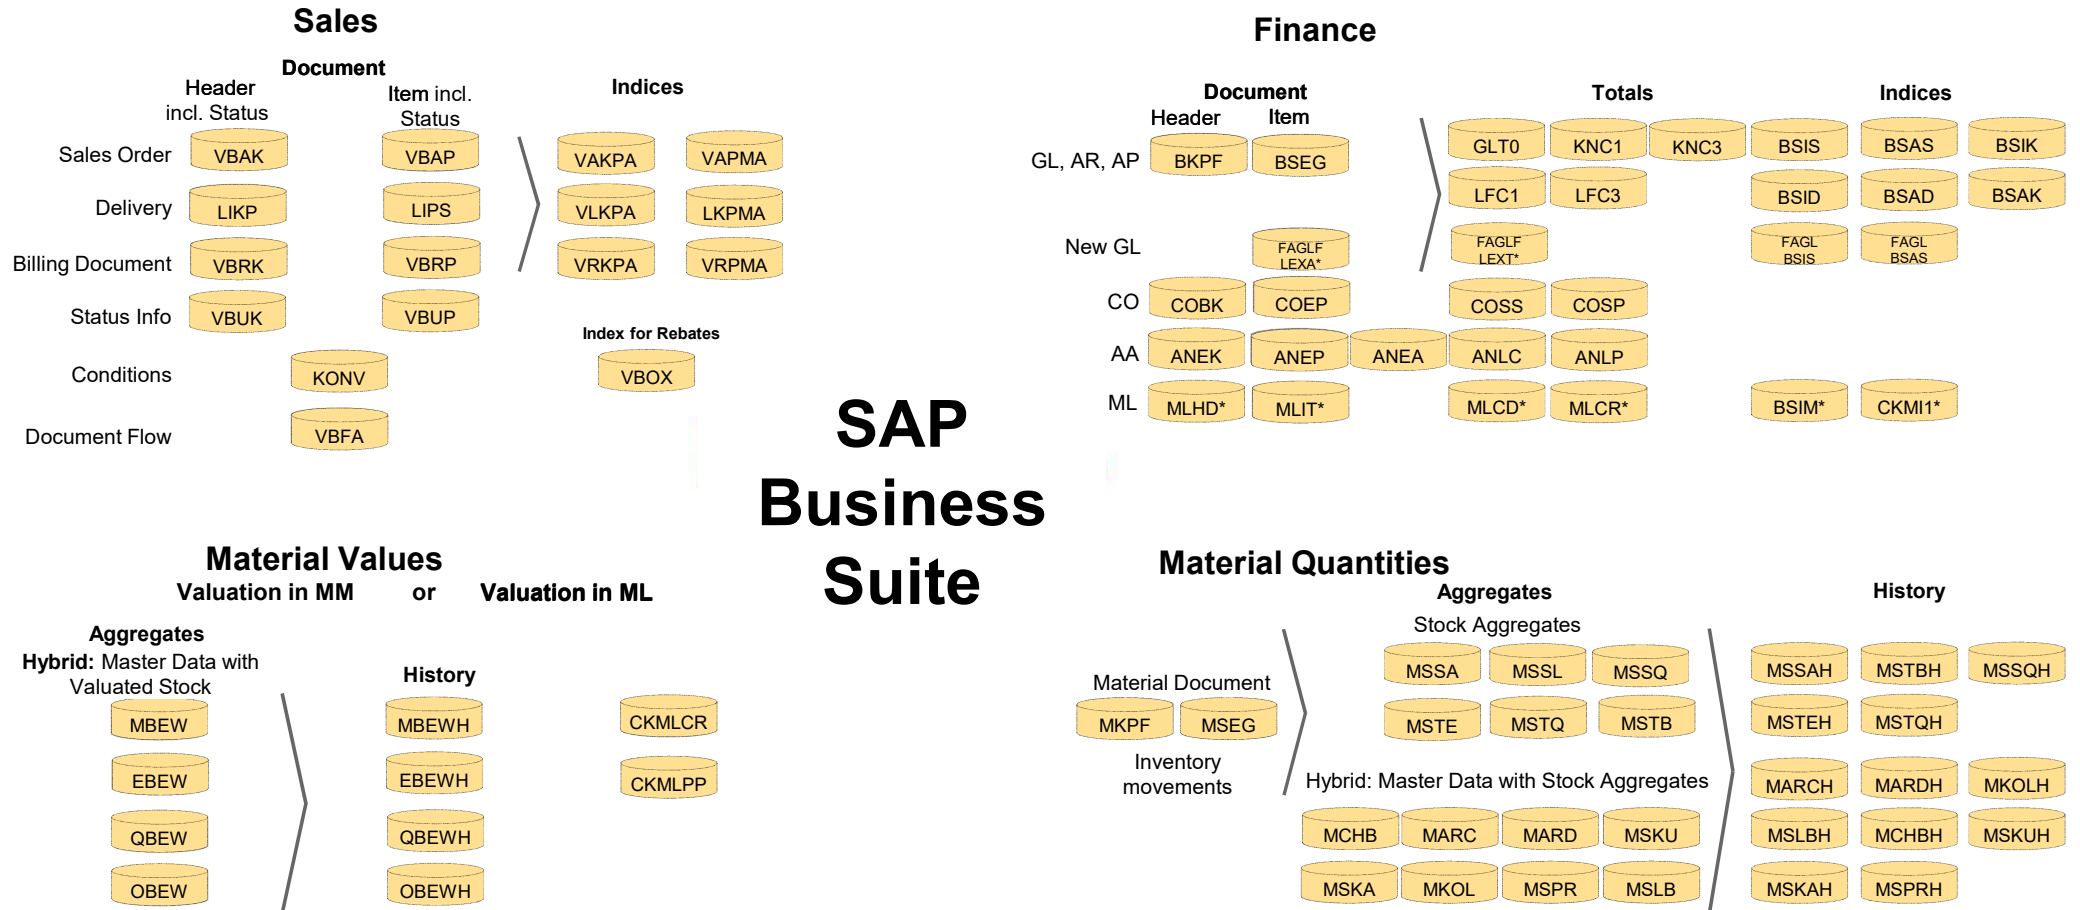 Sales
Document
Header
incl. Status
Item incl.
Status
Indices
Sales Order
VBAK
VBAP
VAKPA
VAPMA
Delivery
LIKP
LIPS
VLKPA
LKPMA
Billing Document
VBRK
VBRP
VRKPA
VRPMA
Status Info
VBUK
VBUP
Index for Rebates
Conditions
KONV
VBOX
Document Flow
VBFA
Finance
Document
Header
Item
Totals
Indices
GL, AR, AP
BKPF
BSEG
GLT0
KNC1
KNC3
BSIS
BSAS
BSIK
LFC1
LFC3
BSID
BSAD
BSAK
New GL
FAGLF
LEXA*
FAGLF
LEXT*
FAGL
BSIS
FAGL
BSAS
CO
COBK
COEP
COSS
COSP
AA
ANEK
ANEP
ANEA
ANLC
ANLP
ML
MLHD*
MLIT*
MLCD*
MLCR*
BSIM*
CKMI1*
SAP
Business
Suite
Material Values
Valuation in MM or Valuation in ML
Aggregates
Hybrid: Master Data with
Valuated Stock
History
MBEW
MBEWH
CKMLCR
EBEW
EBEWH
CKMLPP
QBEW
QBEWH
OBEW
OBEWH
Material Quantities
Aggregates
History
Stock Aggregates
Material Document
MKPF
MSEG
Inventory
movements
MSSA
MSSL
MSSQ
MSTE
MSTQ
MSTB
Hybrid: Master Data with Stock Aggregates
MCHB
MARC
MARD
MSKU
MSKA
MKOL
MSPR
MSLB
MSSAH
MSTBH
MSSQH
MSTEH
MSTQH
MARCH
MARDH
MKOLH
MSLBH
MCHBH
MSKUH
MSKAH
MSPRH